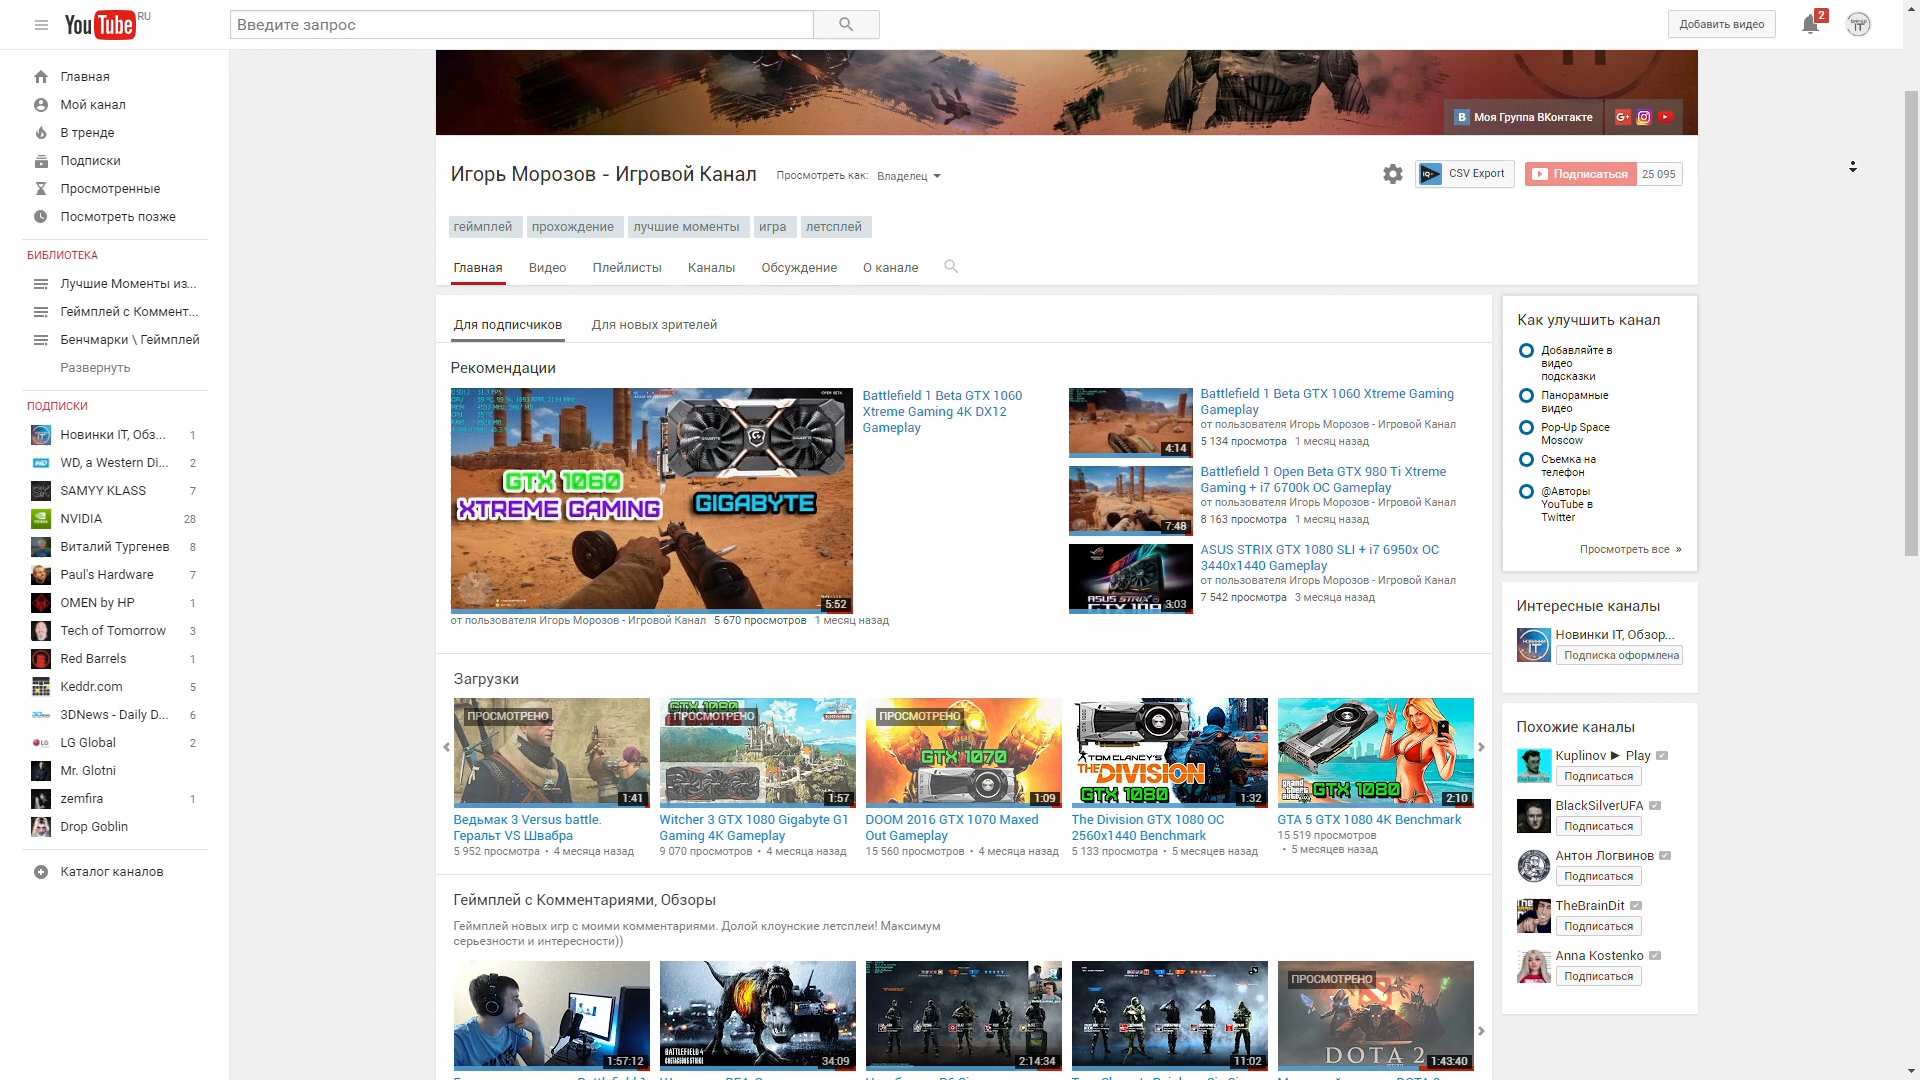 YouTube RU
Введите запрос
Добавить видео
2
Главная
Мой канал
В тренде
Подписки
Просмотренные
Посмотреть позже
БИБЛИОТЕКА
Лучшие Моменты из...
Геймплей с Коммент...
Бенчмарки \ Геймплей
Развернуть
ПОДПИСКИ
Новинки IT, Обз... 1
WD, a Western Di... 2
SAMYY KLASS 7
NVIDIA 28
Виталий Тургенев 8
Paul's Hardware 7
OMEN by HP 1
Tech of Tomorrow 3
Red Barrels 1
Keddr.com 5
3DNews - Daily D... 6
LG Global 2
Mr. Glotni
zemfira 1
Drop Goblin
Каталог каналов
Моя Группа ВКонтакте
Игорь Морозов - Игровой Канал
Просмотреть как: Владелец
CSV Export
Подписаться 25 095
геймплей прохождение лучшие моменты игра летсплей
Главная Видео Плейлисты Каналы Обсуждение О канале
Для подписчиков Для новых зрителей
Рекомендации
GTX 1060
XTREME GAMING
GIGABYTE
5:52
Battlefield 1 Beta GTX 1060
Xtreme Gaming 4K DX12
Gameplay
от пользователя Игорь Морозов - Игровой Канал 5 670 просмотров 1 месяц назад
4:14
Battlefield 1 Beta GTX 1060 Xtreme Gaming
Gameplay
от пользователя Игорь Морозов - Игровой Канал
5 134 просмотра 1 месяц назад
7:48
Battlefield 1 Open Beta GTX 980 Ti Xtreme
Gaming + i7 6700k OC Gameplay
от пользователя Игорь Морозов - Игровой Канал
8 163 просмотра 1 месяц назад
ASUS STRIX
3:03
ASUS STRIX GTX 1080 SLI + i7 6950x OC
3440x1440 Gameplay
от пользователя Игорь Морозов - Игровой Канал
7 542 просмотра 3 месяца назад
Загрузки
ПРОСМОТРЕНО
1:41
Ведьмак 3 Versus battle.
Геральт VS Швабра
5 952 просмотра • 4 месяца назад
GTX 1080
ПРОСМОТРЕНО
1:57
Witcher 3 GTX 1080 Gigabyte G1
Gaming 4K Gameplay
9 070 просмотров • 4 месяца назад
ПРОСМОТРЕНО
GTX 1070
1:09
DOOM 2016 GTX 1070 Maxed
Out Gameplay
15 560 просмотров • 4 месяца назад
TOM CLANCY'S
THE DIVISION
GTX 1080
1:32
The Division GTX 1080 OC
2560x1440 Benchmark
5 133 просмотра • 5 месяцев назад
GTX 1080
2:10
GTA 5 GTX 1080 4K Benchmark
15 519 просмотров
• 5 месяцев назад
Геймплей с Комментариями, Обзоры
Геймплей новых игр с моими комментариями. Долой клоунские летсплеи! Максимум
серьезности и интересности))
1:57:12
BATTLEFIELD 4
34:09
2:14:34
11:02
ПРОСМОТРЕНО
DOTA 2
1:43:40
Как улучшить канал
Добавляйте в
видео
подсказки
Панорамные
видео
Pop-Up Space
Moscow
Съемка на
телефон
@Авторы
YouTube в
Twitter
Просмотреть все »
Интересные каналы
Новинки IT, Обзор...
Подписка оформлена
Похожие каналы
Kuplinov ► Play
Подписаться
BlackSilverUFA
Подписаться
Антон Логвинов
Подписаться
TheBrainDit
Подписаться
Anna Kostenko
Подписаться